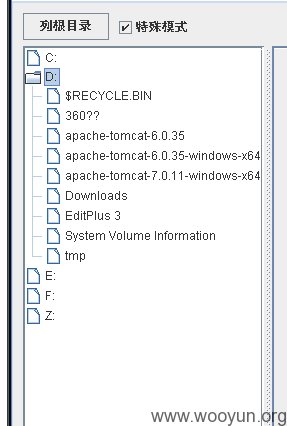 列根目录 特殊模式
C:
D:
$RECYCLE.BIN
360??
apache-tomcat-6.0.35
apache-tomcat-6.0.35-windows-x64
apache-tomcat-7.0.11-windows-x64
Downloads
EditPlus 3
System Volume Information
tmp
E:
F:
Z:
www.wooyun.org